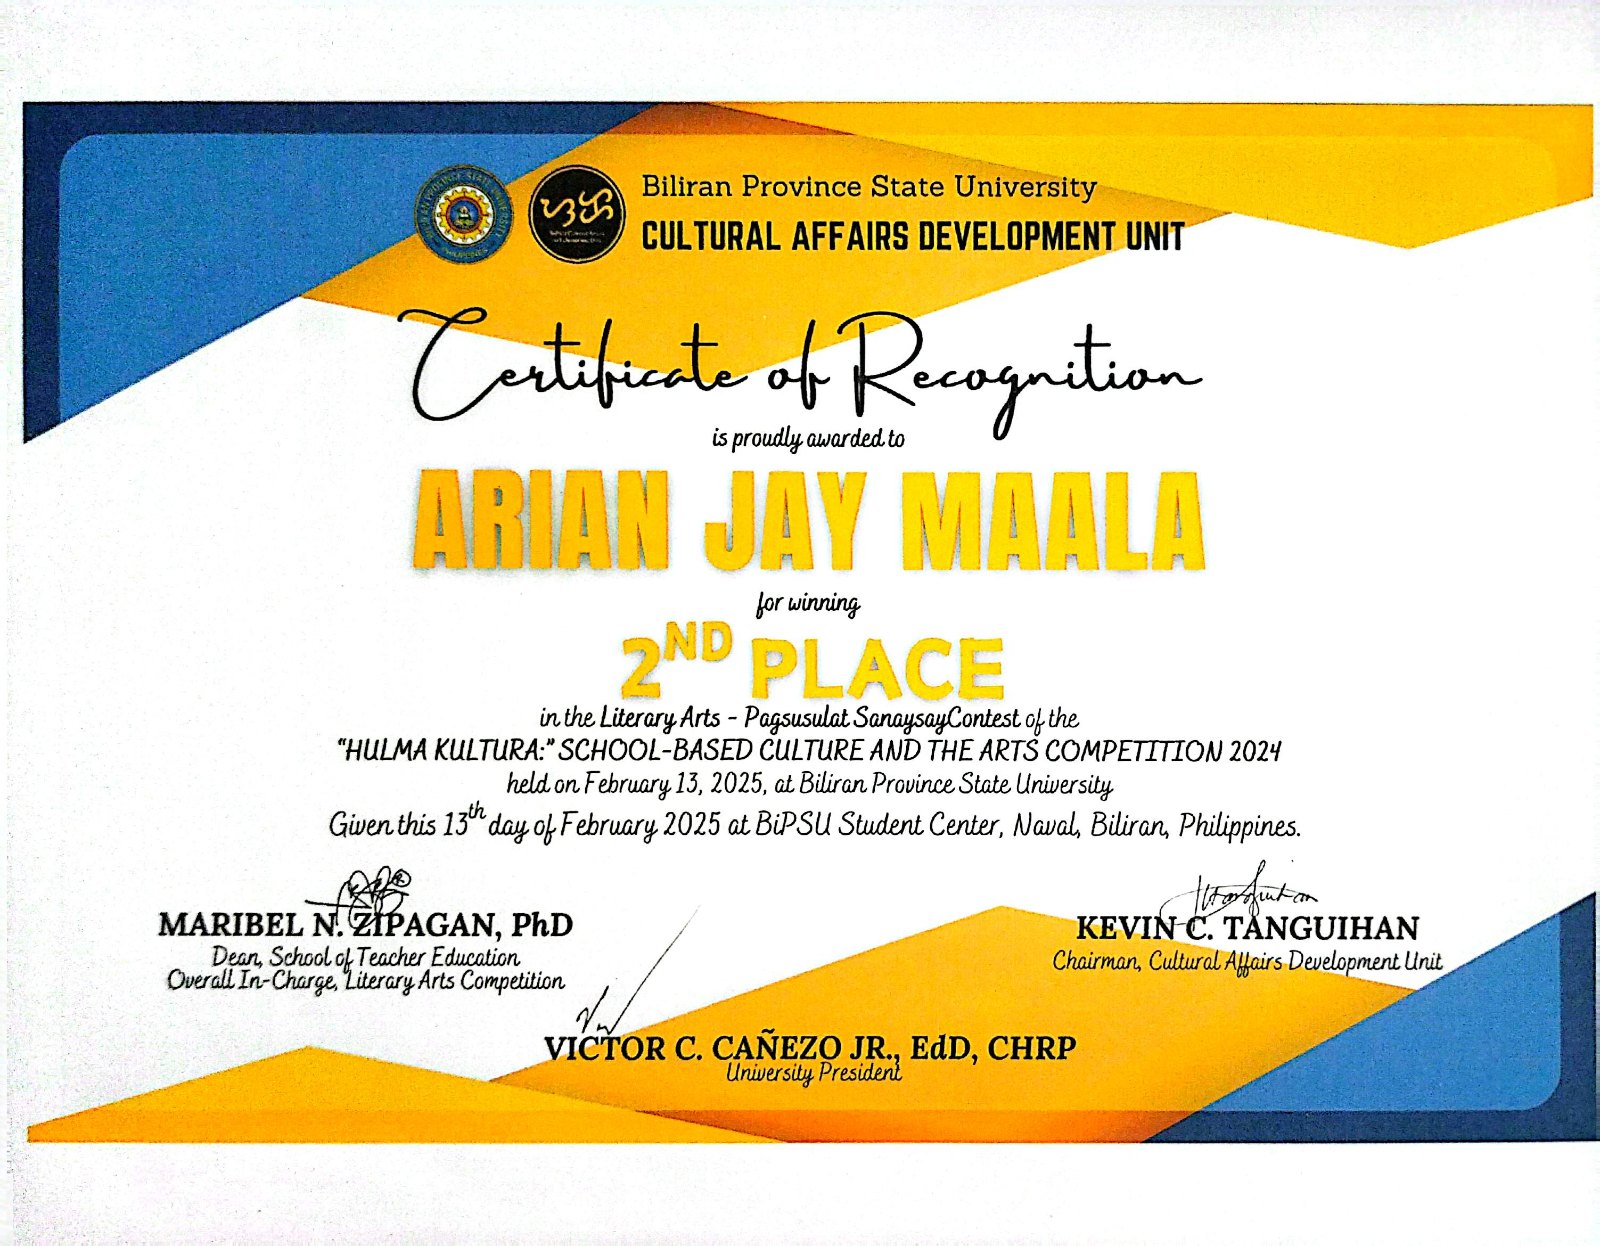 Biliran Province State University
CULTURAL AFFAIRS DEVELOPMENT UNIT
Certificate of Recognition
is proudly awarded to
ARIAN JAY MAALA
for winning
2ND PLACE
in the Literary Arts - Pagsusulat SanaysayContest of the
"HULMA KULTURA:" SCHOOL-BASED CULTURE AND THE ARTS COMPETITION 2024
held on February 13, 2025, at Biliran Province State University
Given this 13th day of February 2025 at BiPSU Student Center, Naval, Biliran, Philippines.
MARIBEL N. ZIPAGAN, PhD
Dean, School of Teacher Education
Overall In-Charge, Literary Arts Competition
KEVIN C. TANGUIHAN
Chairman, Cultural Affairs Development Unit
VICTOR C. CAÑEZO JR., EdD, CHRP
University President